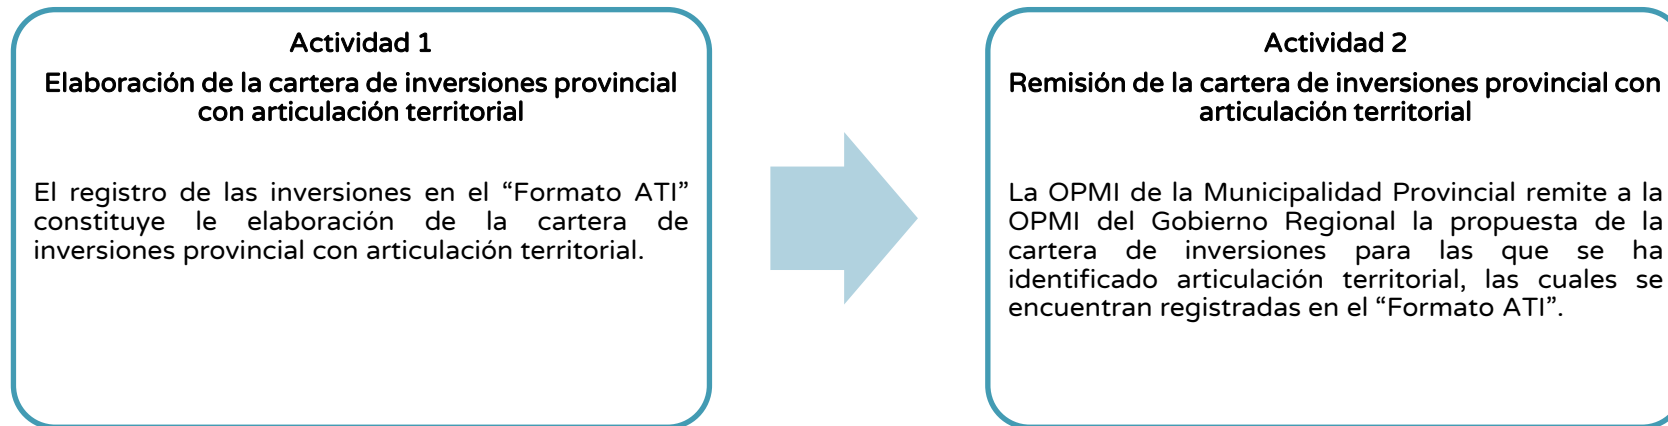 Actividad 1
Elaboración de la cartera de inversiones provincial
con articulación territorial
El registro de las inversiones en el “Formato ATI”
constituye le elaboración de la cartera de
inversiones provincial con articulación territorial.
Actividad 2
Remisión de la cartera de inversiones provincial con
articulación territorial
La OPMI de la Municipalidad Provincial remite a la
OPMI del Gobierno Regional la propuesta de la
cartera de inversiones para las que se ha
identificado articulación territorial, las cuales se
encuentran registradas en el “Formato ATI”.